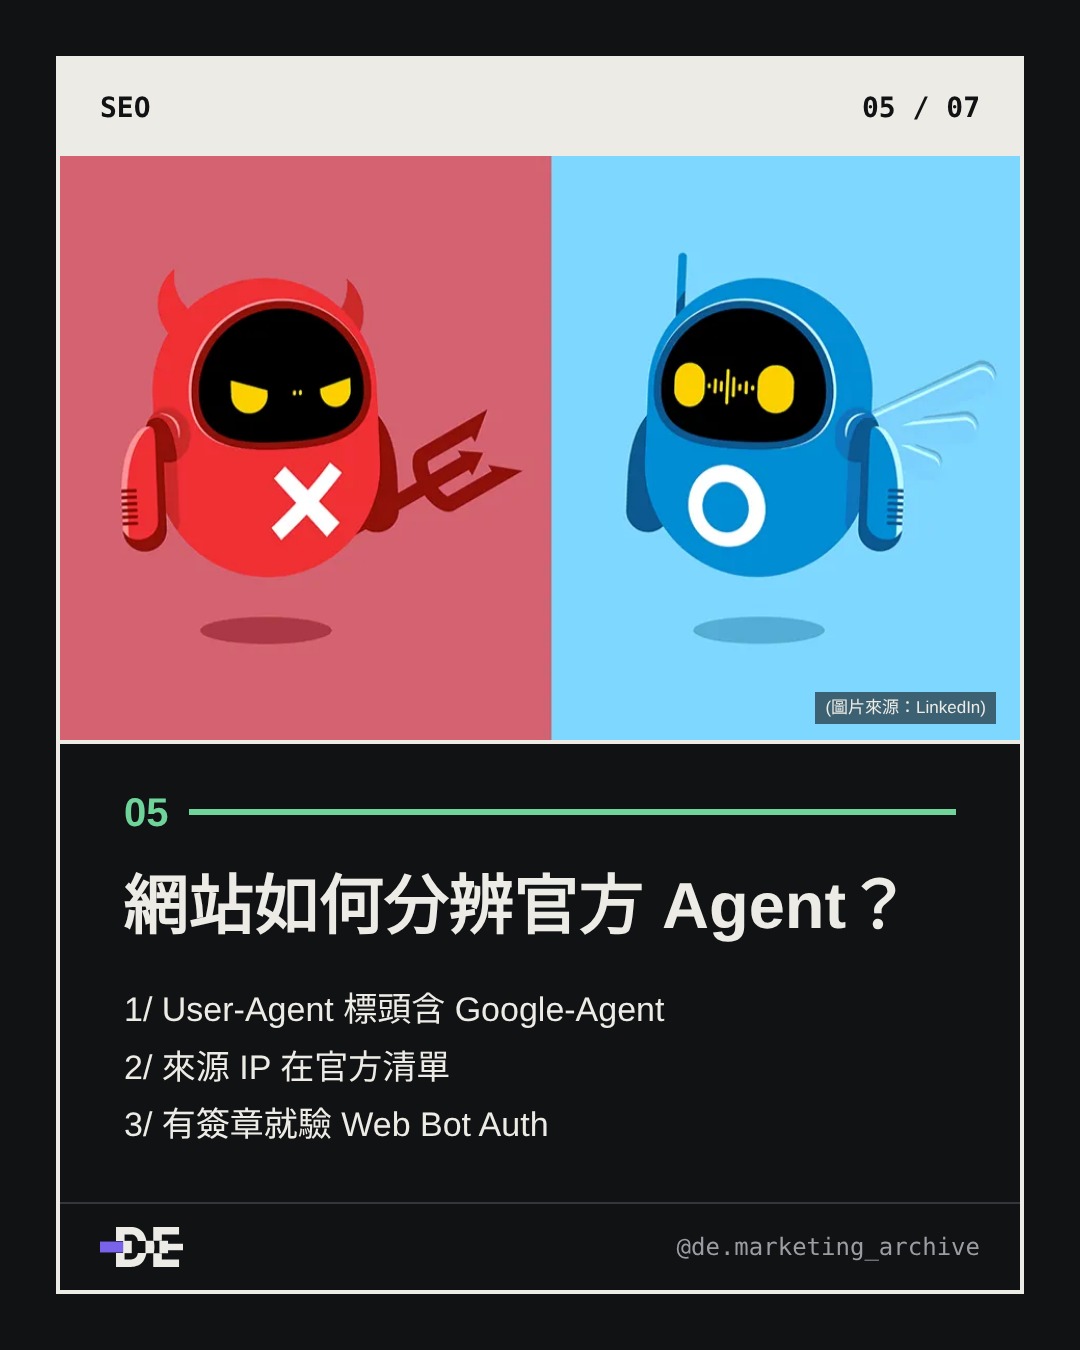 SEO
05 / 07
(圖片來源：LinkedIn)
05
網站如何分辨官方 Agent？
1/ User-Agent 標頭含 Google-Agent
2/ 來源 IP 在官方清單
3/ 有簽章就驗 Web Bot Auth
DE
@de.marketing_archive